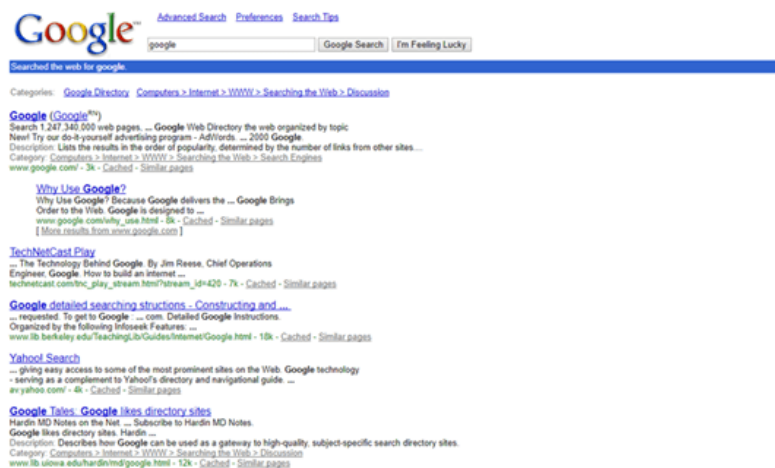 Google™ Advanced Search Preferences Search Tips
google Google Search I'm Feeling Lucky
Searched the web for google.
Categories: Google Directory Computers > Internet > WWW > Searching the Web > Discussion
Google (GoogleRN)
Search 1,247,340,000 web pages, ... Google Web Directory the web organized by topic
New! Try our do-it-yourself advertising program - AdWords. ... 2000 Google.
Description: Lists the results in the order of popularity, determined by the number of links from other sites....
Category: Computers > Internet > WWW > Searching the Web > Search Engines
www.google.com/ - 3k - Cached - Similar pages
Why Use Google?
Why Use Google? Because Google delivers the ... Google Brings
Order to the Web. Google is designed to ...
www.google.com/why_use.html - 8k - Cached - Similar pages
[ More results from www.google.com ]
TechNetCast Play
... The Technology Behind Google. By Jim Reese, Chief Operations
Engineer, Google. How to build an internet ...
technetcast.com/tnc_play_stream.html?stream_id=420 - 7k - Cached - Similar pages
Google detailed searching structions - Constructing and ...
... requested. To get to Google : ... com. Detailed Google Instructions.
Organized by the following Infoseek Features: ...
www.lib.berkeley.edu/TeachingLib/Guides/Internet/Google.html - 18k - Cached - Similar pages
Yahoo! Search
... giving easy access to some of the most prominent sites on the Web. Google technology
- serving as a complement to Yahoo!'s directory and navigational guide. ...
av.yahoo.com/ - 4k - Cached - Similar pages
Google Tales: Google likes directory sites
Hardin MD Notes on the Net. ... Subscribe to Hardin MD Notes.
Google likes directory sites. Hardin ...
Description: Describes how Google can be used as a gateway to high-quality, subject-specific search directory sites.
Category: Computers > Internet > WWW > Searching the Web > Discussion
www.lib.uiowa.edu/hardin/md/google.html - 12k - Cached - Similar pages